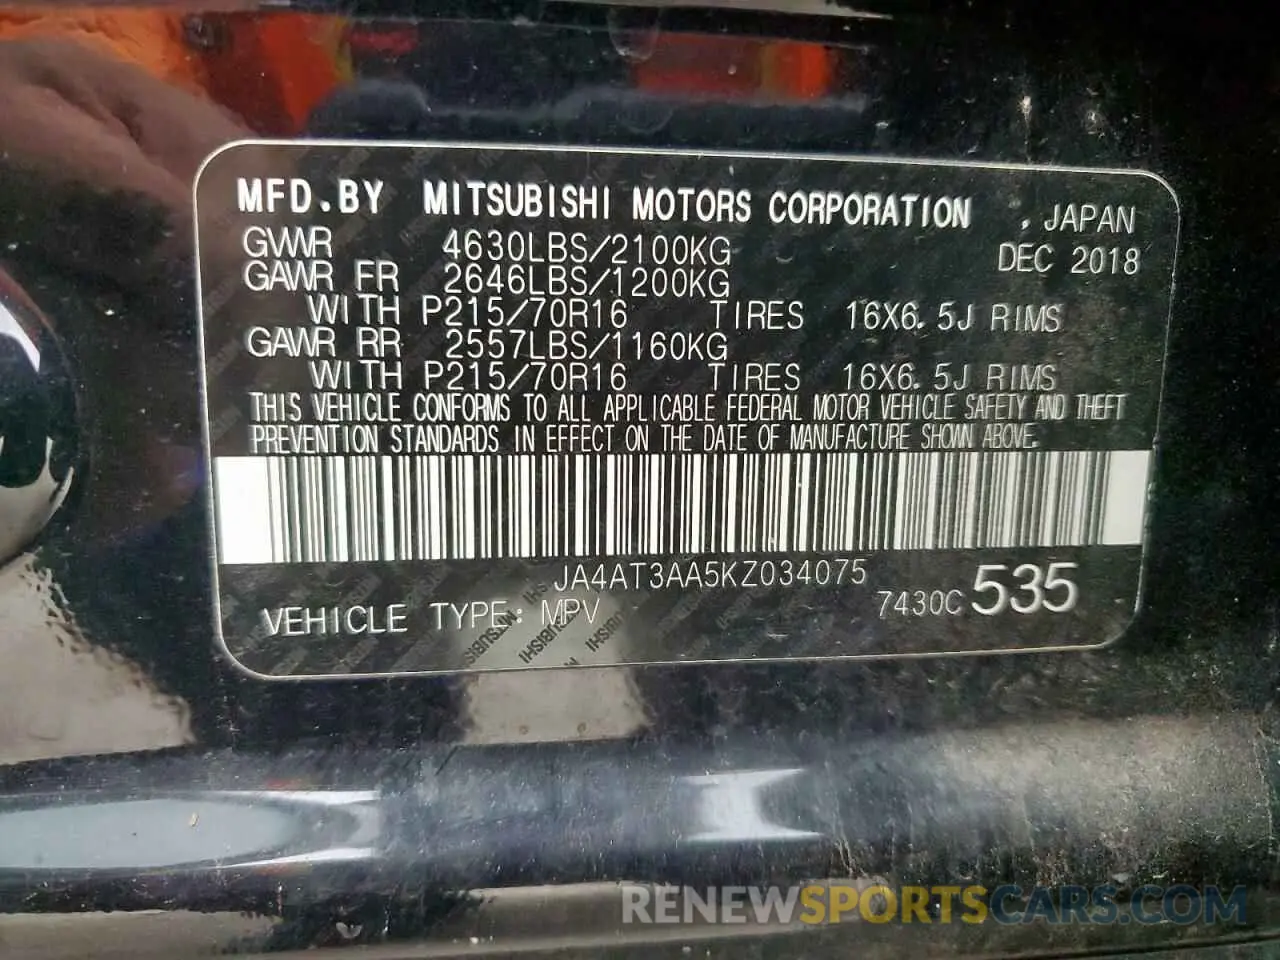 MFD.BY MITSUBISHI MOTORS CORPORATION , JAPAN
GVWR 4630LBS/2100KG DEC 2018
GAWR FR 2646LBS/1200KG
WITH P215/70R16 TIRES 16X6.5J RIMS
GAWR RR 2557LBS/1160KG
WITH P215/70R16 TIRES 16X6.5J RIMS
THIS VEHICLE CONFORMS TO ALL APPLICABLE FEDERAL MOTOR VEHICLE SAFETY AND THEFT
PREVENTION STANDARDS IN EFFECT ON THE DATE OF MANUFACTURE SHOWN ABOVE.
JA4AT3AA5KZ034075
VEHICLE TYPE: MPV 7430C 535
MITSUBISHI
MITSUBISHI
RENEWSPORTSCARS.COM